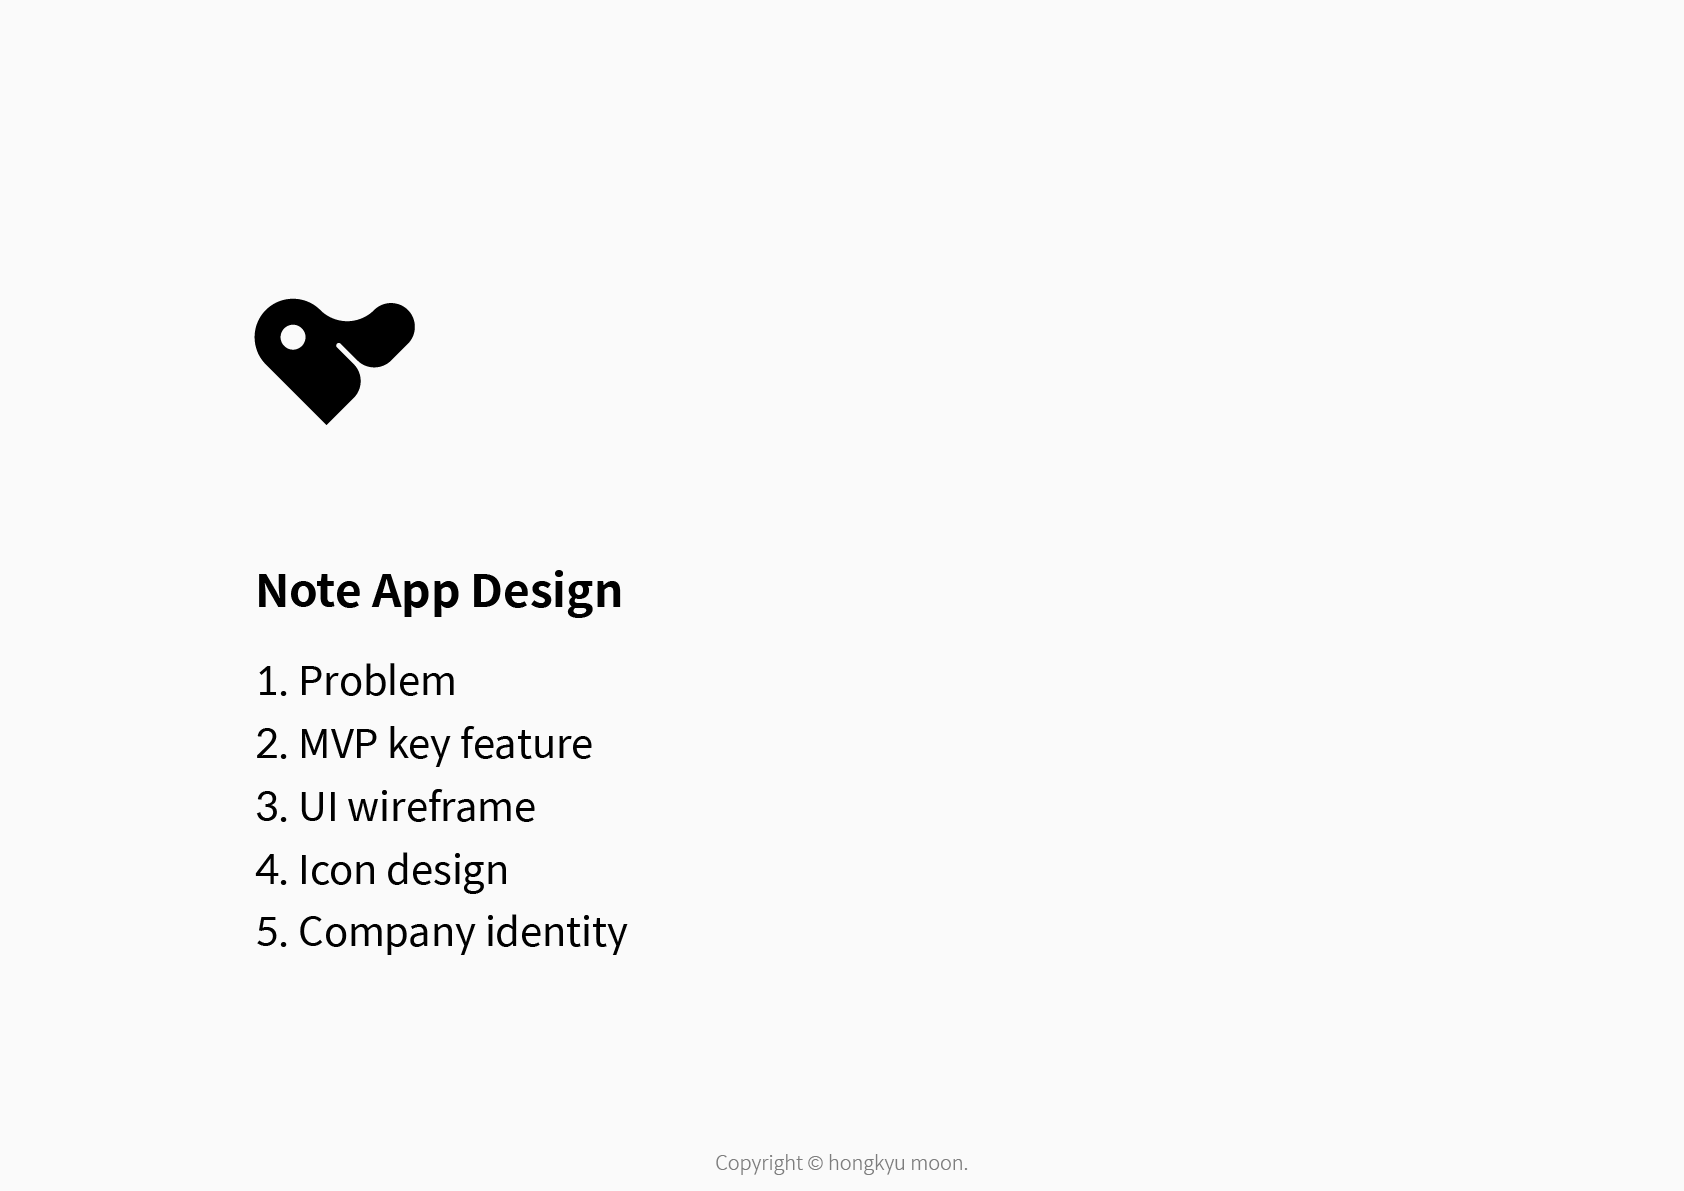 Note App Design
1. Problem
2. MVP key feature
3. UI wireframe
4. Icon design
5. Company identity
Copyright © hongkyu moon.